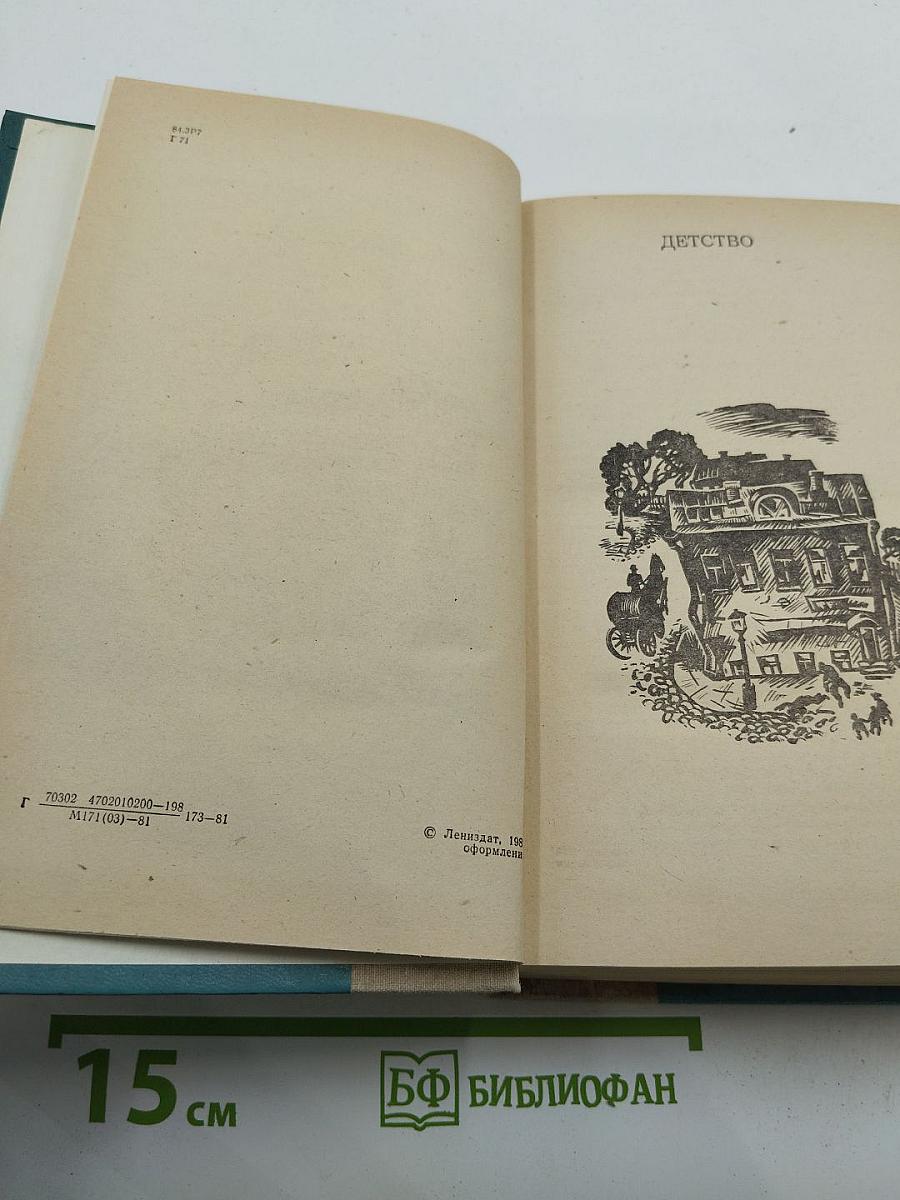 84.3Р7
Г 71
Г 70302 4702010200—198
М171(03)—81 173—81
© Лениздат, 198
оформлени
ДЕТСТВО
15 см
БФ БИБЛИОФАН